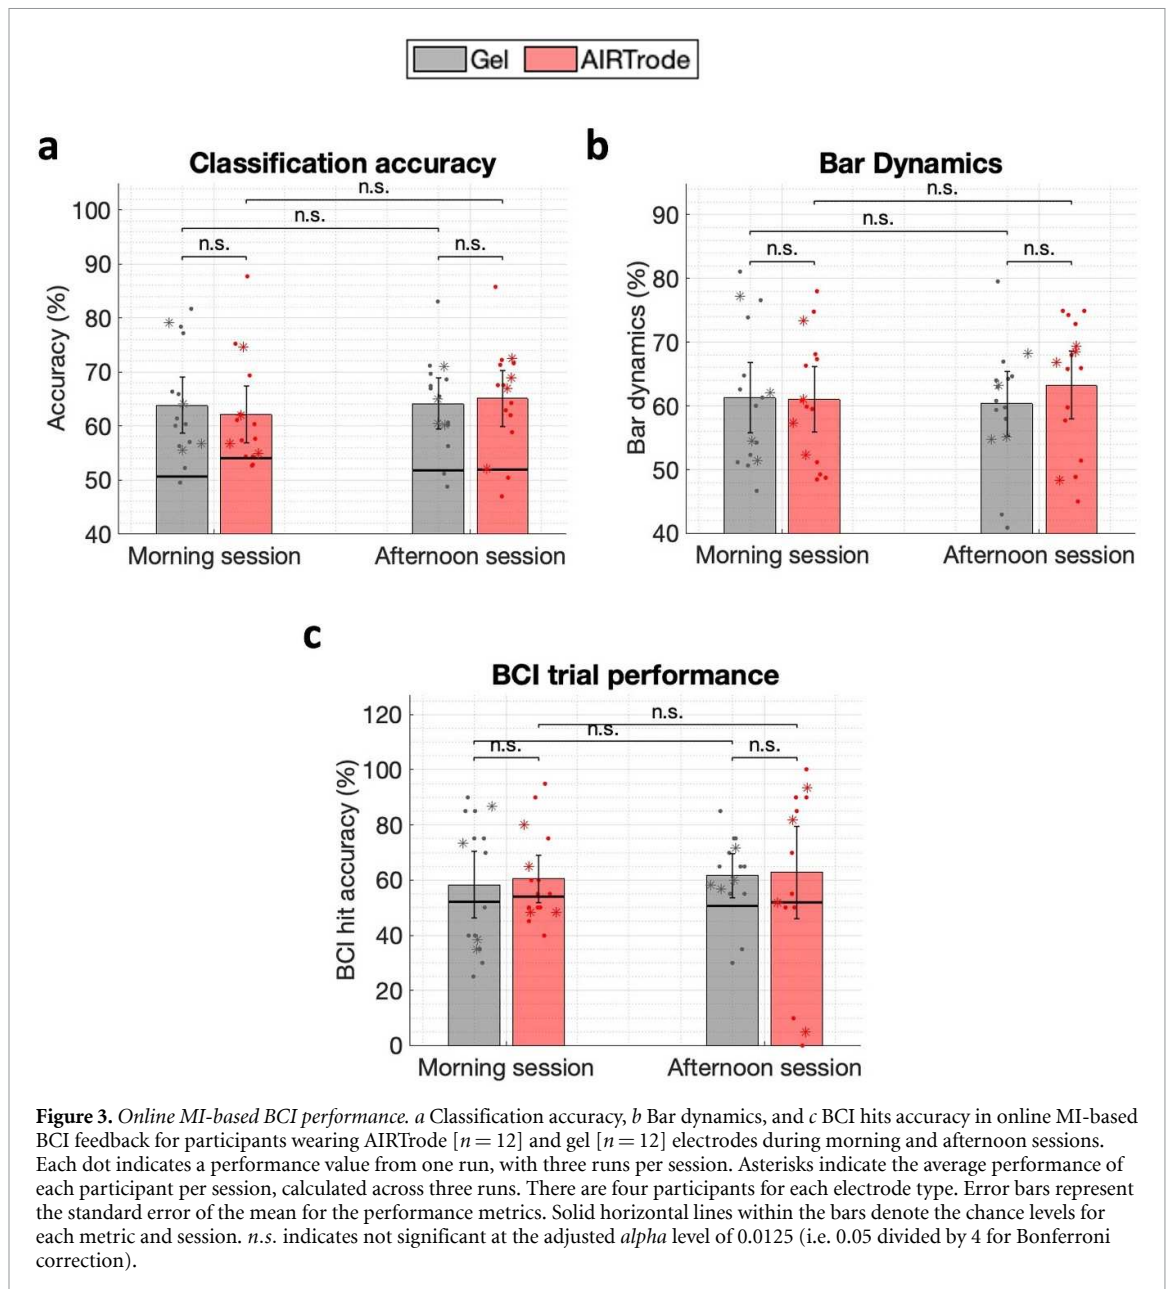 Gel AIRTrode
a
Classification accuracy
n.s.
n.s.
n.s. n.s.
100
90
80
70
60
50
40
Accuracy (%)
Morning session Afternoon session
b
Bar Dynamics
n.s.
n.s.
n.s. n.s.
90
80
70
60
50
40
Bar dynamics (%)
Morning session Afternoon session
c
BCI trial performance
n.s.
n.s.
n.s. n.s.
120
100
80
60
40
20
0
BCI hit accuracy (%)
Morning session Afternoon session
Figure 3. Online MI-based BCI performance. a Classification accuracy, b Bar dynamics, and c BCI hits accuracy in online MI-based
BCI feedback for participants wearing AIRTrode [n = 12] and gel [n = 12] electrodes during morning and afternoon sessions.
Each dot indicates a performance value from one run, with three runs per session. Asterisks indicate the average performance of
each participant per session, calculated across three runs. There are four participants for each electrode type. Error bars represent
the standard error of the mean for the performance metrics. Solid horizontal lines within the bars denote the chance levels for
each metric and session. n.s. indicates not significant at the adjusted alpha level of 0.0125 (i.e. 0.05 divided by 4 for Bonferroni
correction).